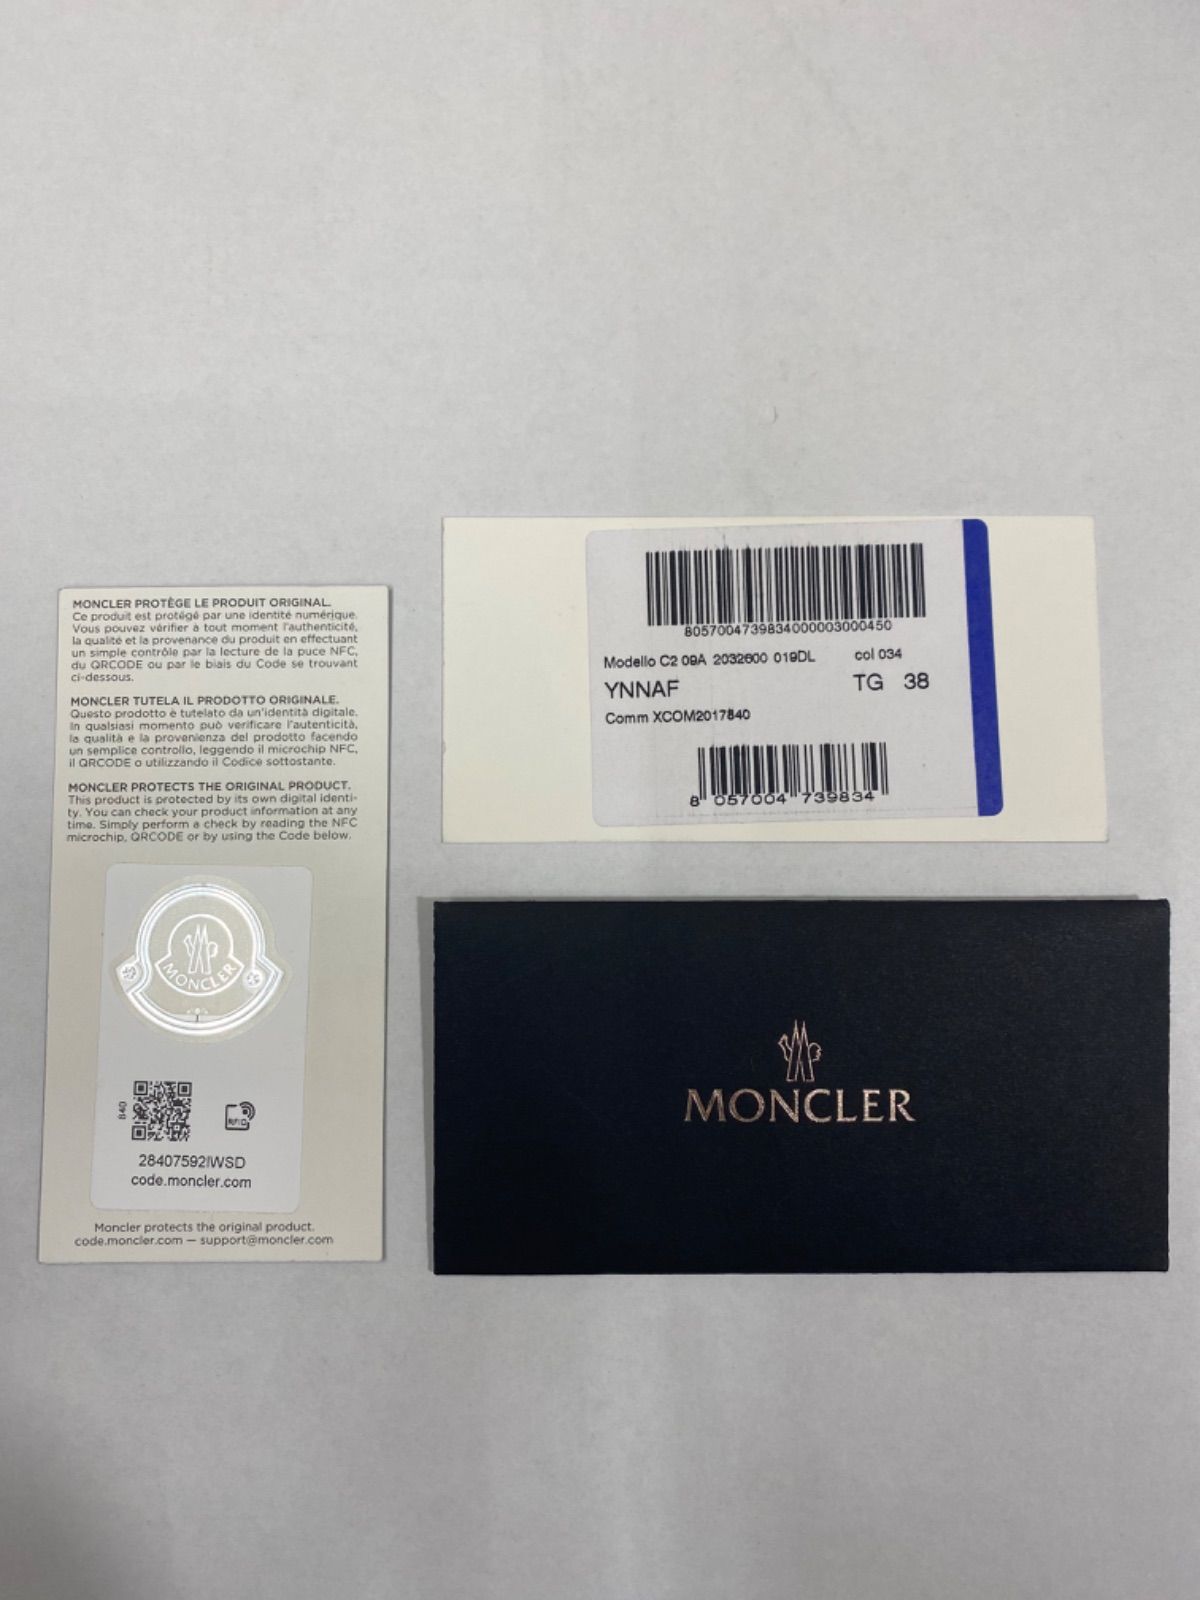 MONCLER PROTÈGE LE PRODUIT ORIGINAL.
Ce produit est protégé par une identité numérique.
Vous pouvez vérifier à tout moment l'authenticité,
la qualité et la provenance du produit en effectuant
un simple contrôle par la lecture de la puce NFC,
du QRCODE ou par le biais du Code se trouvant
ci-dessous.
MONCLER TUTELA IL PRODOTTO ORIGINALE.
Questo prodotto è tutelato da un'identità digitale.
In qualsiasi momento può verificare l'autenticità,
la qualità e la provenienza del prodotto facendo
un semplice controllo, leggendo il microchip NFC,
il QRCODE o utilizzando il Codice sottostante.
MONCLER PROTECTS THE ORIGINAL PRODUCT.
This product is protected by its own digital identi-
ty. You can check your product information at any
time. Simply perform a check by reading the NFC
microchip, QRCODE or by using the Code below.
MONCLER
840
RFID
28407592IWSD
code.moncler.com
Moncler protects the original product.
code.moncler.com — support@moncler.com
8057004739834000003000450
Modello C2 09A 2032600 019DL col 034
YNNAF TG 38
Comm XCOM2017840
8 057004 739834
MONCLER